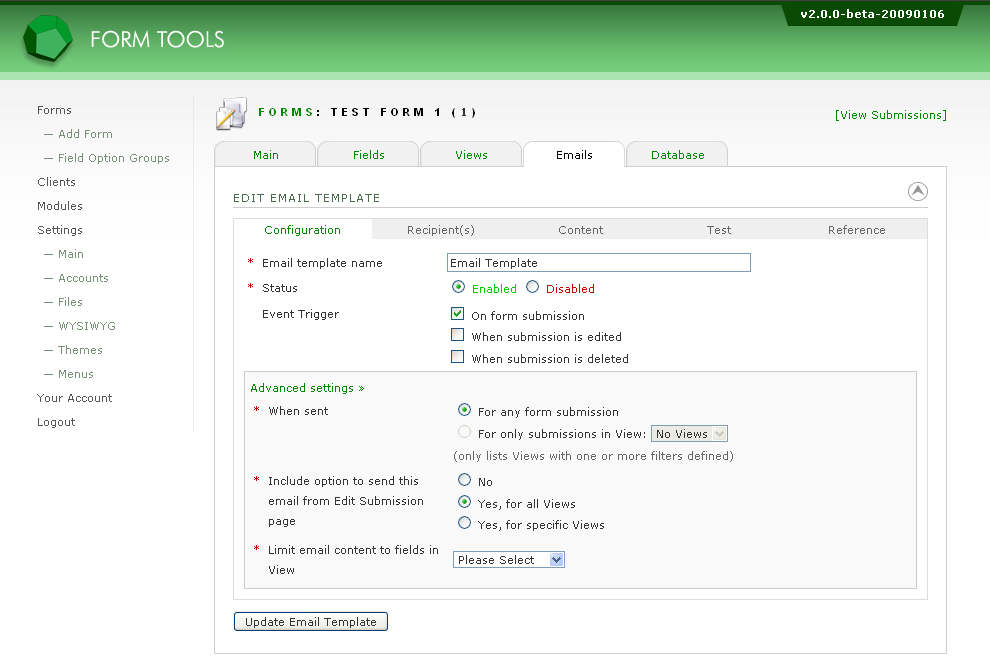 v2.0.0-beta-20090106
FORM TOOLS
Forms
— Add Form
— Field Option Groups
Clients
Modules
Settings
— Main
— Accounts
— Files
— WYSIWYG
— Themes
— Menus
Your Account
Logout
FORMS: TEST FORM 1 (1)
[View Submissions]
Main Fields Views Emails Database
EDIT EMAIL TEMPLATE
Configuration Recipient(s) Content Test Reference
* Email template name Email Template
* Status Enabled Disabled
Event Trigger On form submission
When submission is edited
When submission is deleted
Advanced settings »
* When sent For any form submission
For only submissions in View: No Views
(only lists Views with one or more filters defined)
* Include option to send this
email from Edit Submission
page
No
Yes, for all Views
Yes, for specific Views
* Limit email content to fields in
View
Please Select
Update Email Template